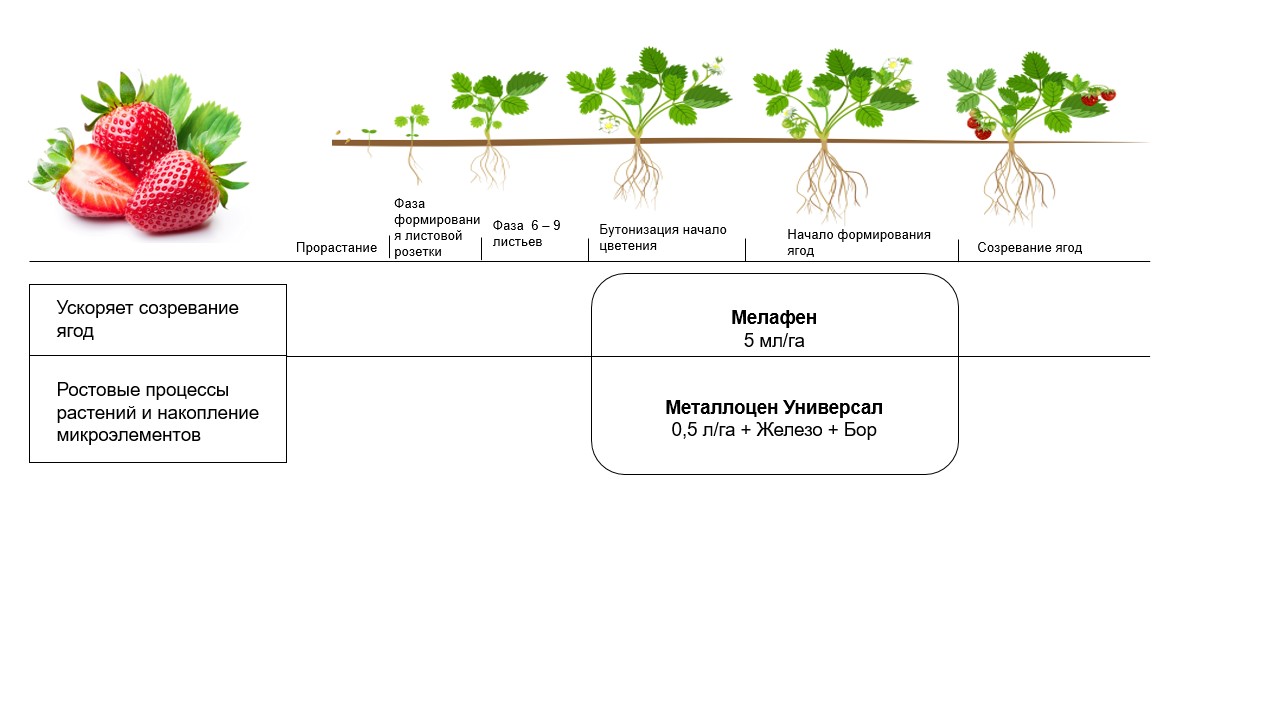 Прорастание
Фаза
формировани
я листовой
розетки
Фаза  6 – 9
листьев
Бутонизация начало
цветения
Начало формирования
ягод
Созревание ягод
Ускоряет созревание
ягод
Мелафен
5 мл/га
Ростовые процессы
растений и накопление
микроэлементов
Металлоцен Универсал
0,5 л/га + Железо + Бор